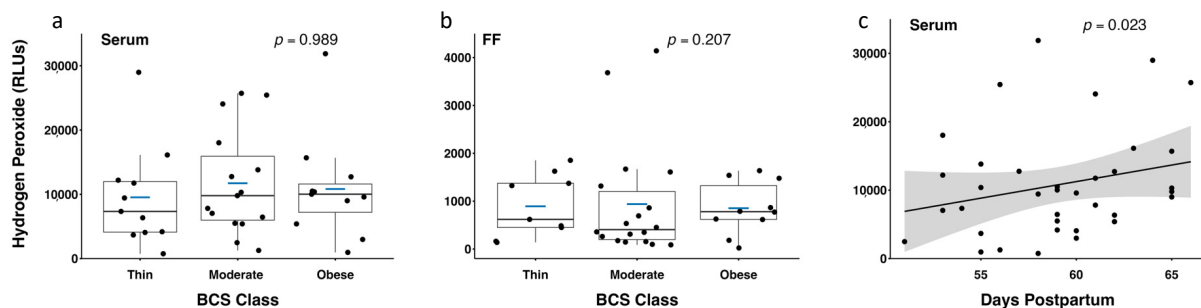 a
b
c
Serum
p = 0.989
FF
p = 0.207
Serum
p = 0.023
Hydrogen Peroxide (RLUs)
30000
20,000
10000
0
Thin
Moderate
Obese
BCS Class
4000
3000
2000
1000
0
Thin
Moderate
Obese
BCS Class
30000
20000
10000
0
55
60
65
Days Postpartum